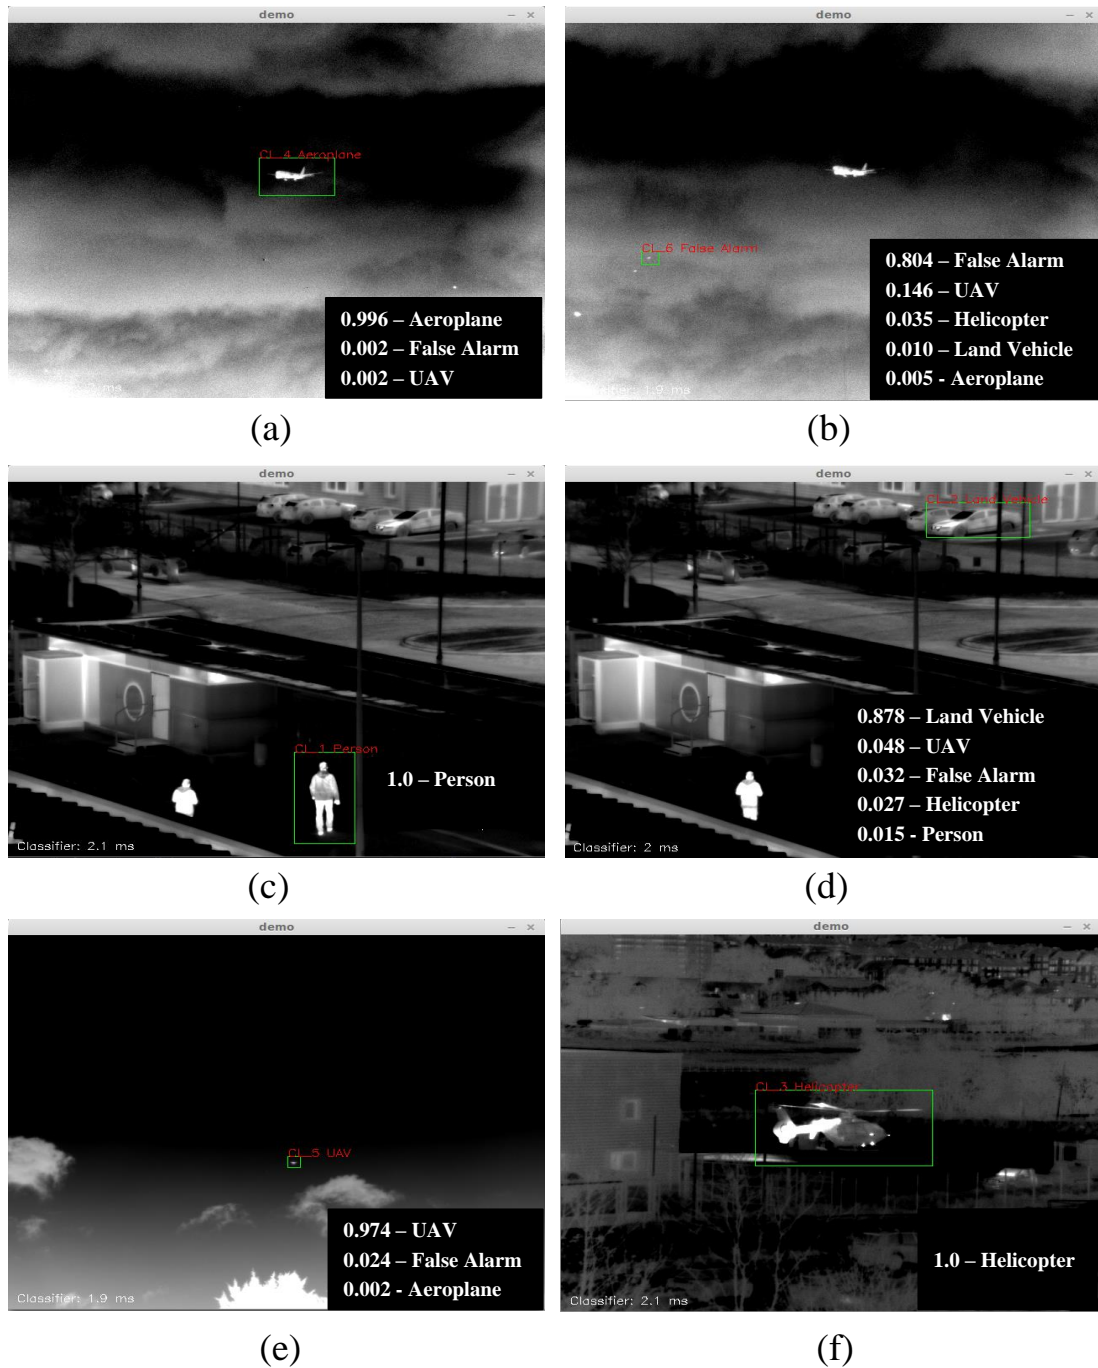 demo
demo
CL_4 Aeroplane
0.996 – Aeroplane
0.002 – False Alarm
0.002 – UAV
ms
CL_6 False Alarm
0.804 – False Alarm
0.146 – UAV
0.035 – Helicopter
0.010 – Land Vehicle
0.005 - Aeroplane
Classifier: 1.9 ms
(a)
(b)
demo
demo
CL_1 Person
1.0 – Person
Classifier: 2.1 ms
CL_2 Land Vehicle
0.878 – Land Vehicle
0.048 – UAV
0.032 – False Alarm
0.027 – Helicopter
0.015 - Person
Classifier: 2 ms
(c)
(d)
demo
demo
CL_5 UAV
0.974 – UAV
0.024 – False Alarm
0.002 - Aeroplane
Classifier: 1.9 ms
CL_3 Helicopter
1.0 – Helicopter
Classifier: 2.1 ms
(e)
(f)